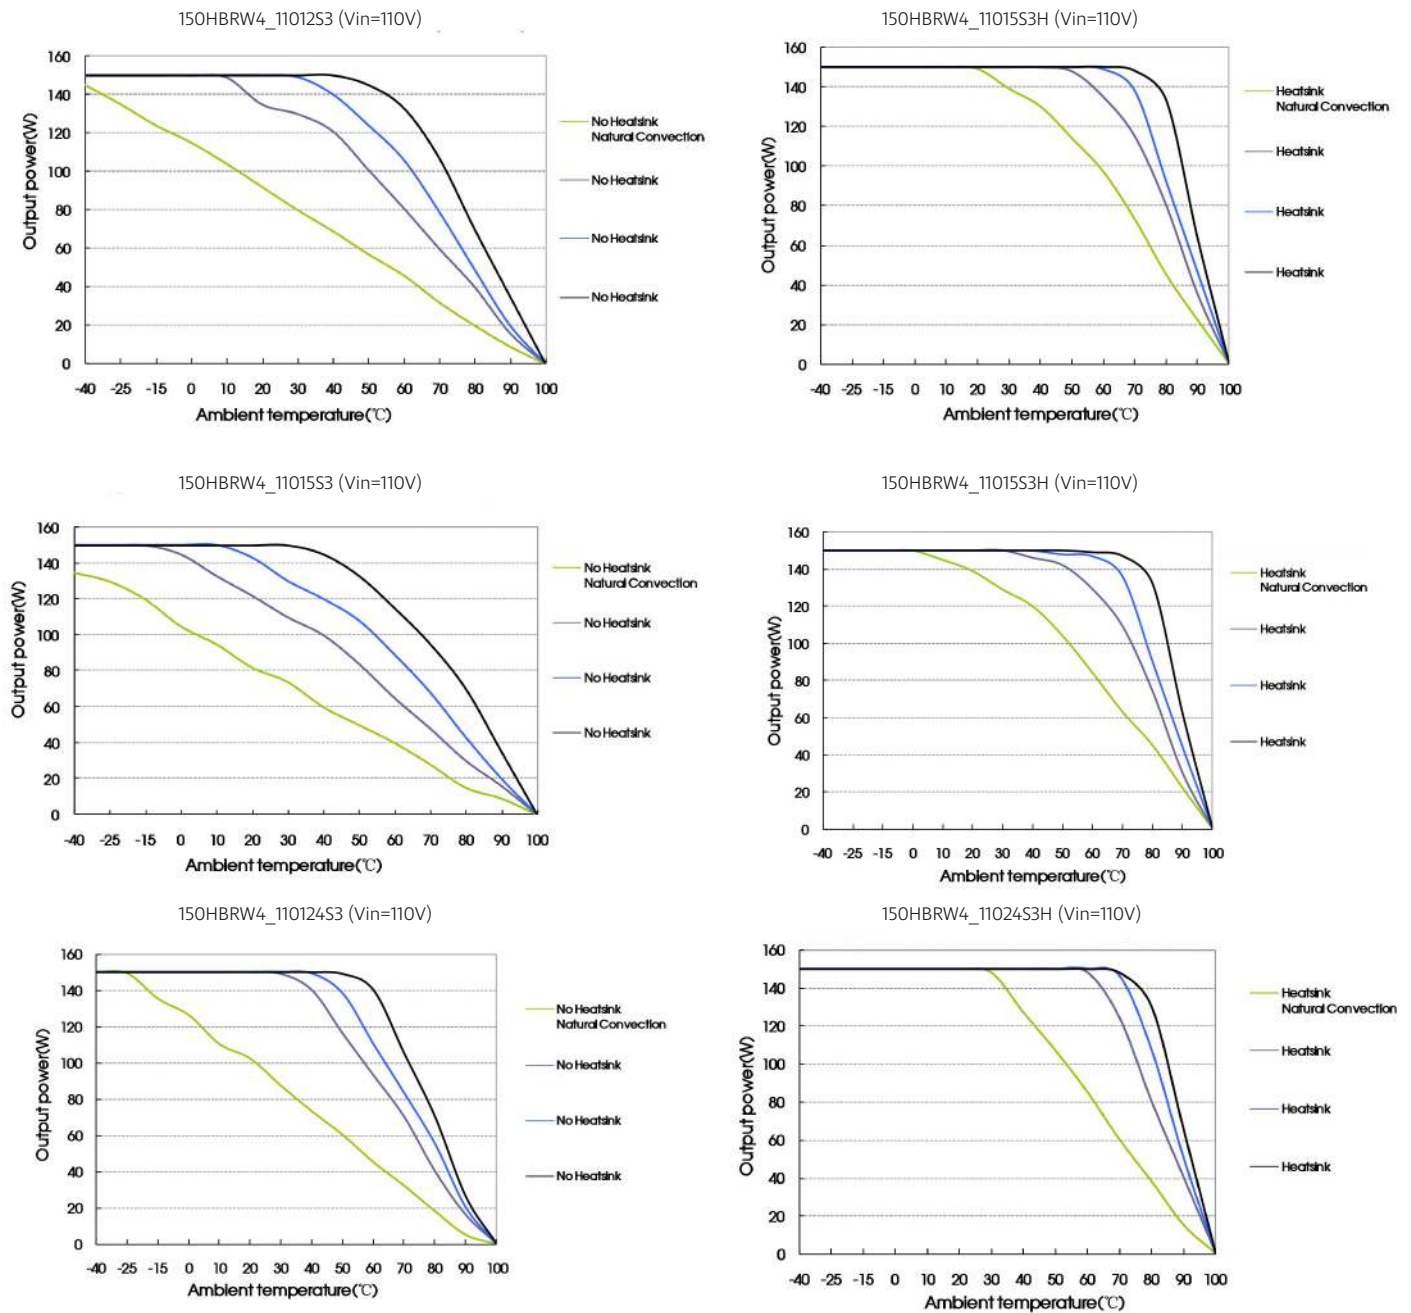 150HBRW4_11012S3 (Vin=110V)
160
140
120
100
80
60
40
20
0
Output power(W)
-40 -25 -15 0 10 20 30 40 50 60 70 80 90 100
Ambient temperature(℃)
No Heatsink
Natural Convection
No Heatsink
No Heatsink
No Heatsink
150HBRW4_11015S3H (Vin=110V)
160
140
120
100
80
60
40
20
0
Output power(W)
-40 -25 -15 0 10 20 30 40 50 60 70 80 90 100
Ambient temperature(℃)
Heatsink
Natural Convection
Heatsink
Heatsink
Heatsink
150HBRW4_11015S3 (Vin=110V)
160
140
120
100
80
60
40
20
0
Output power(W)
-40 -25 -15 0 10 20 30 40 50 60 70 80 90 100
Ambient temperature(℃)
No Heatsink
Natural Convection
No Heatsink
No Heatsink
No Heatsink
150HBRW4_11015S3H (Vin=110V)
160
140
120
100
80
60
40
20
0
Output power(W)
-40 -25 -15 0 10 20 30 40 50 60 70 80 90 100
Ambient temperature(℃)
Heatsink
Natural Convection
Heatsink
Heatsink
Heatsink
150HBRW4_110124S3 (Vin=110V)
160
140
120
100
80
60
40
20
0
Output power(W)
-40 -25 -15 0 10 20 30 40 50 60 70 80 90 100
Ambient temperature(℃)
No Heatsink
Natural Convection
No Heatsink
No Heatsink
No Heatsink
150HBRW4_11024S3H (Vin=110V)
160
140
120
100
80
60
40
20
0
Output power(W)
-40 -25 -15 0 10 20 30 40 50 60 70 80 90 100
Ambient temperature(℃)
Heatsink
Natural Convection
Heatsink
Heatsink
Heatsink